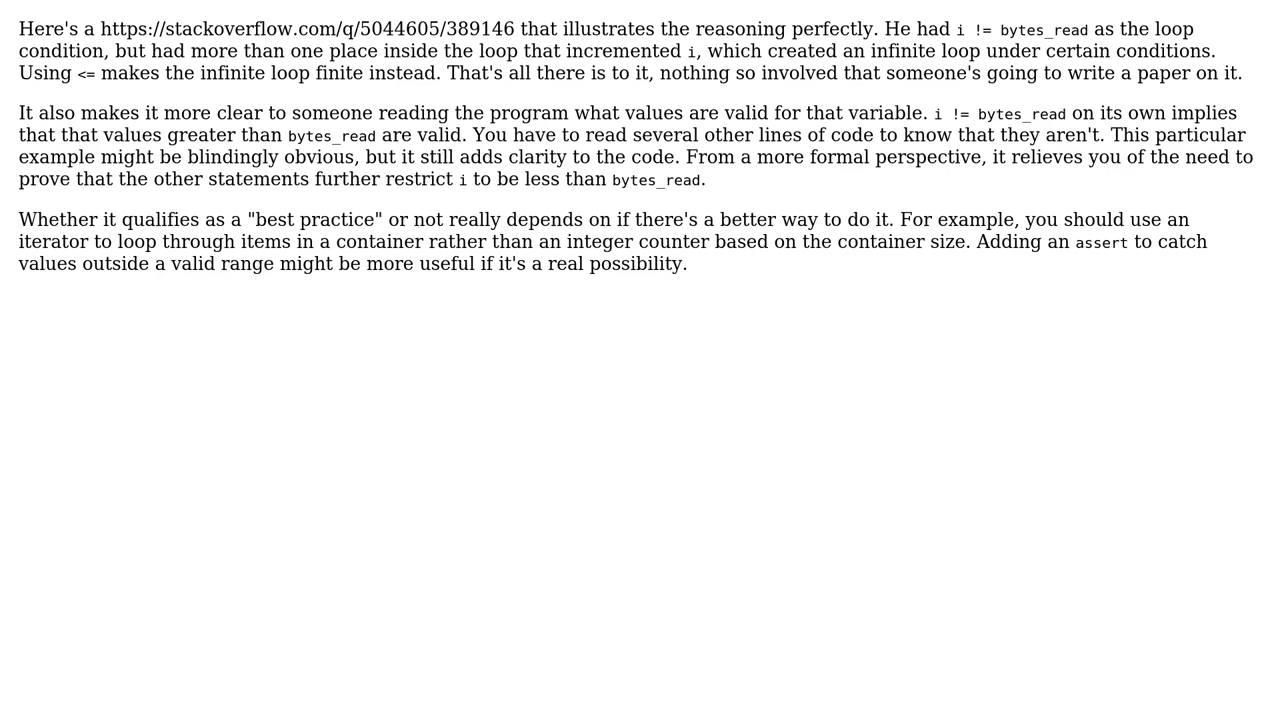 Here's a https://stackoverflow.com/q/5044605/389146 that illustrates the reasoning perfectly. He had i != bytes_read as the loop
condition, but had more than one place inside the loop that incremented i, which created an infinite loop under certain conditions.
Using <= makes the infinite loop finite instead. That's all there is to it, nothing so involved that someone's going to write a paper on it.
It also makes it more clear to someone reading the program what values are valid for that variable. i != bytes_read on its own implies
that that values greater than bytes_read are valid. You have to read several other lines of code to know that they aren't. This particular
example might be blindingly obvious, but it still adds clarity to the code. From a more formal perspective, it relieves you of the need to
prove that the other statements further restrict i to be less than bytes_read.
Whether it qualifies as a "best practice" or not really depends on if there's a better way to do it. For example, you should use an
iterator to loop through items in a container rather than an integer counter based on the container size. Adding an assert to catch
values outside a valid range might be more useful if it's a real possibility.